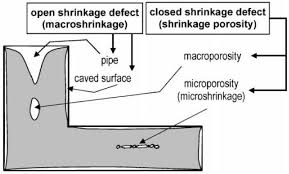 open shrinkage defect
(macroshrinkage)
closed shrinkage defect
(shrinkage porosity)
pipe
caved surface
macroporosity
microporosity
(microshrinkage)